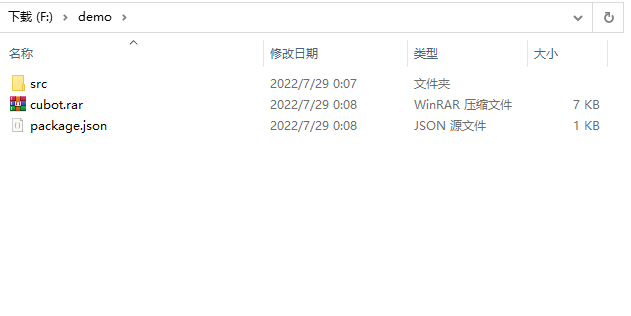 下载 (F:) > demo >
名称 修改日期 类型 大小
src 2022/7/29 0:07 文件夹
cubot.rar 2022/7/29 0:08 WinRAR 压缩文件 7 KB
package.json 2022/7/29 0:08 JSON 源文件 1 KB